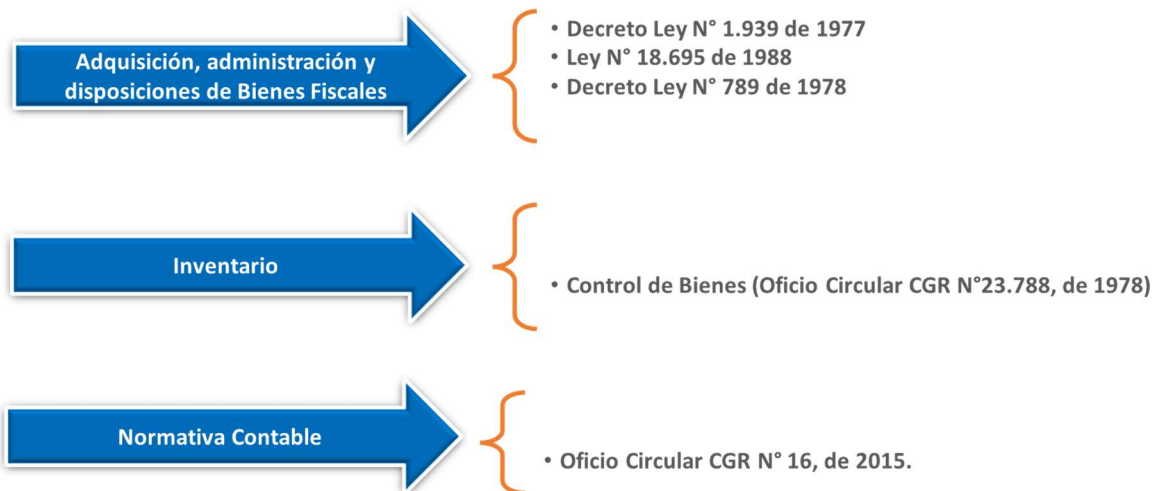 Adquisición, administración y
disposiciones de Bienes Fiscales
• Decreto Ley N° 1.939 de 1977
• Ley N° 18.695 de 1988
• Decreto Ley N° 789 de 1978
Inventario
• Control de Bienes (Oficio Circular CGR N°23.788, de 1978)
Normativa Contable
• Oficio Circular CGR N° 16, de 2015.